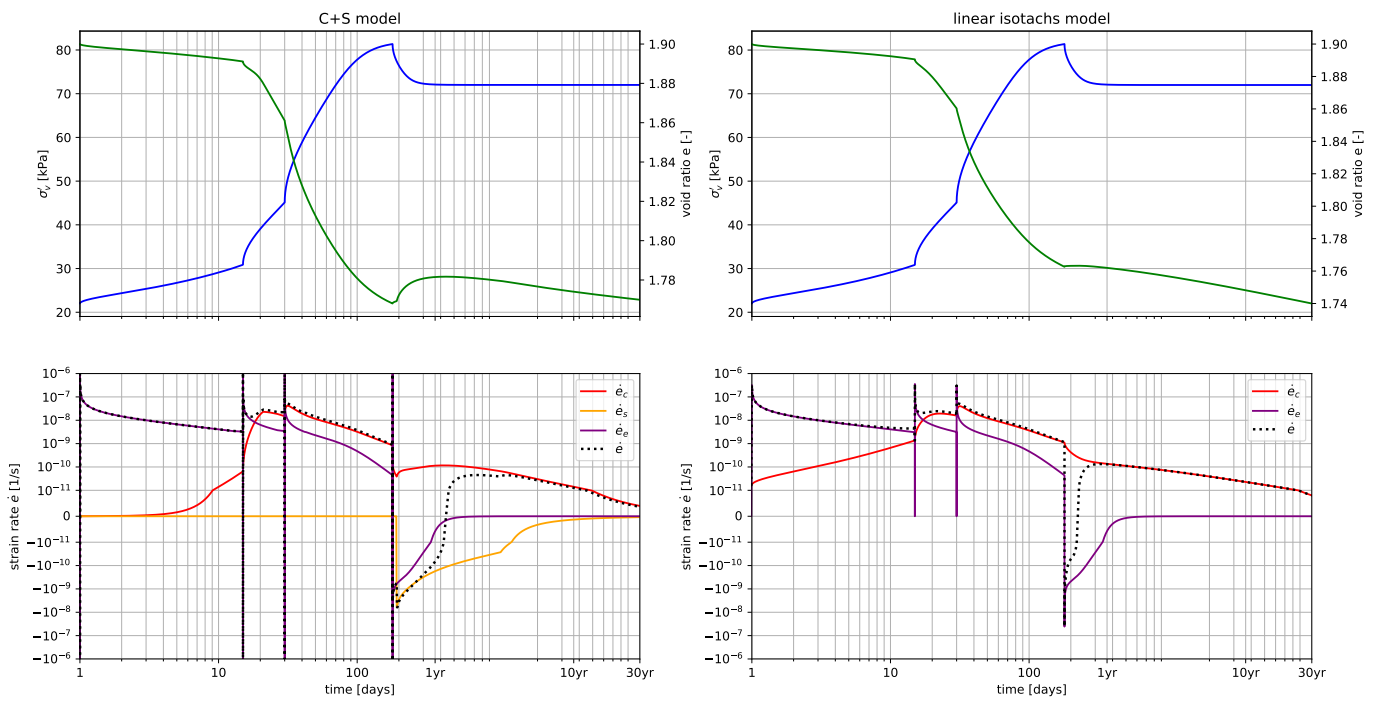 C+S model
linear isotachs model
80
70
60
50
40
30
20
σ′ᵥ [kPa]
1.90
1.88
1.86
1.84
1.82
1.80
1.78
void ratio e [-]
80
70
60
50
40
30
20
σ′ᵥ [kPa]
1.90
1.88
1.86
1.84
1.82
1.80
1.78
1.76
1.74
void ratio e [-]
10⁻⁶
10⁻⁷
10⁻⁸
10⁻⁹
10⁻¹⁰
10⁻¹¹
0
−10⁻¹¹
−10⁻¹⁰
−10⁻⁹
−10⁻⁸
−10⁻⁷
−10⁻⁶
strain rate ė [1/s]
ė_c
ė_s
ė_e
ė
1 10 100 1yr 10yr 30yr
time [days]
10⁻⁶
10⁻⁷
10⁻⁸
10⁻⁹
10⁻¹⁰
10⁻¹¹
0
−10⁻¹¹
−10⁻¹⁰
−10⁻⁹
−10⁻⁸
−10⁻⁷
−10⁻⁶
strain rate ė [1/s]
ė_c
ė_e
ė
1 10 100 1yr 10yr 30yr
time [days]